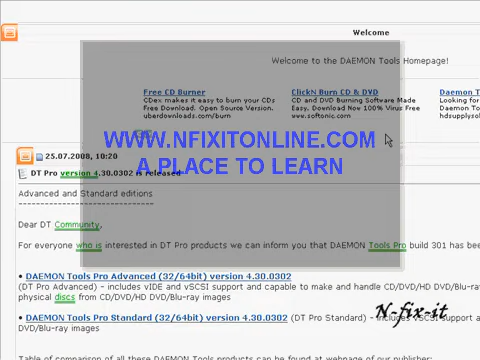 Welcome
Welcome to the DAEMON Tools Homepage!
Free CD Burner
CDex makes it easy to burn your CDs
Free Download. Open Source Version.
uberdownloads.com/burn
ClickN Burn CD & DVD
CD and DVD Burning Software Made
Easy. Download Now 100% Virus Free
www.softonic.com
Daemon T
Looking for
Find Daemon
hdsupplysol
WWW.NFIXITONLINE.COM
A PLACE TO LEARN
25.07.2008, 10:20
DT Pro version 4.30.0302 is released
Advanced and Standard editions
--------------------------------
Dear DT Community,
For everyone who is interested in DT Pro products we can inform you that DAEMON Tools Pro build 301 has been
• DAEMON Tools Pro Advanced (32/64bit) version 4.30.0302
(DT Pro Advanced) - includes vIDE and vSCSI support and capable to make and handle CD/DVD/HD DVD/Blu-ray
physical discs from CD/DVD/HD DVD/Blu-ray images
• DAEMON Tools Pro Standard (32/64bit) version 4.30.0302 (DT Pro Standard) - includes vSCSI support a
DVD/Blu-ray images
N-fix-it
Table of comparison of all these DAEMON Tools products can be found at webpage of our publisher: